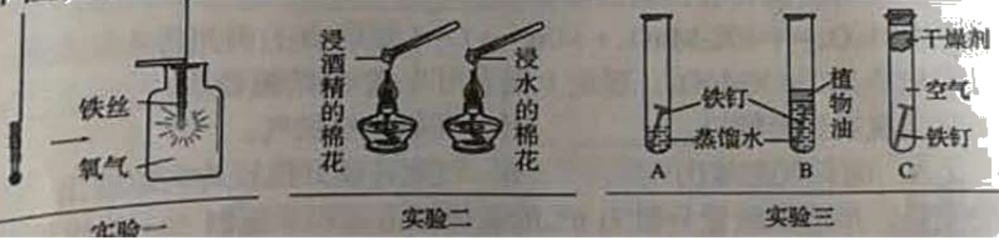 铁丝
氧气
实验一
浸酒精的棉花
浸水的棉花
实验二
铁钉
蒸馏水
植物油
干燥剂
空气
铁钉
A
B
C
实验三